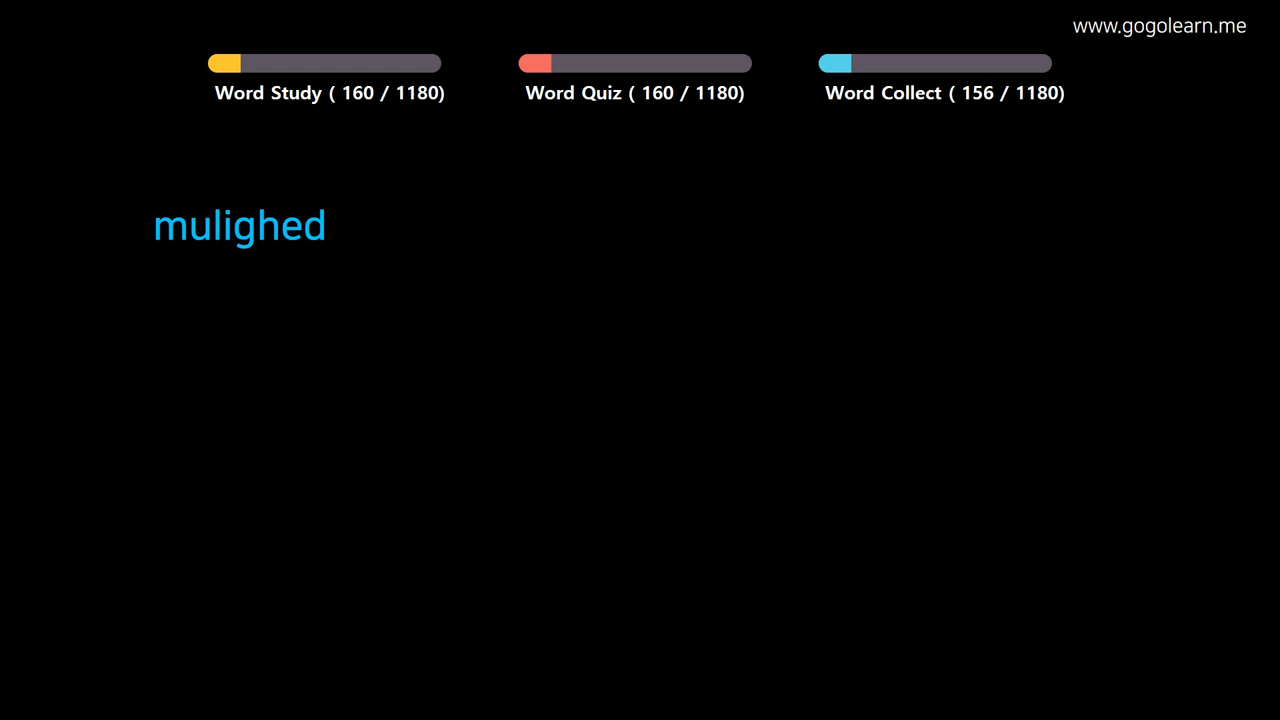 www.gogolearn.me
Word Study ( 160 / 1180)
Word Quiz ( 160 / 1180)
Word Collect ( 156 / 1180)
mulighed